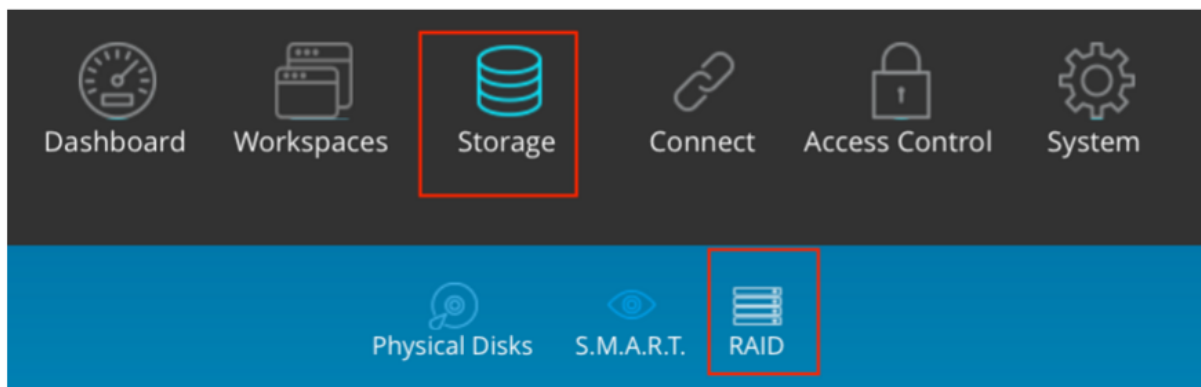 Dashboard Workspaces Storage Connect Access Control System
Physical Disks S.M.A.R.T. RAID